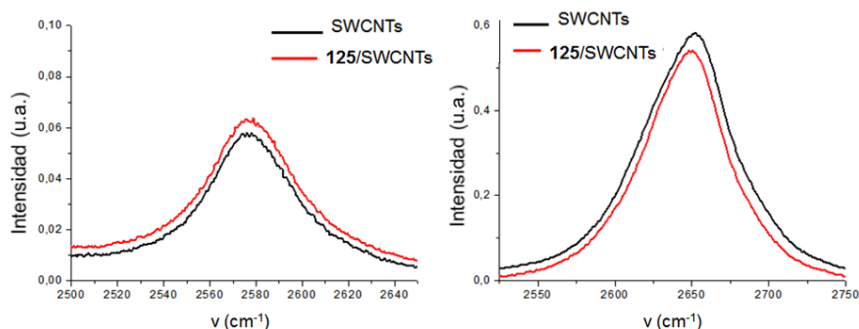 SWCNTs
125/SWCNTs
Intensidad (u.a.)
0,10
0,08
0,06
0,04
0,02
0,00
2500 2520 2540 2560 2580 2600 2620 2640
ν (cm-1)
SWCNTs
125/SWCNTs
Intensidad (u.a.)
0,6
0,4
0,2
0,0
2550 2600 2650 2700 2750
ν (cm-1)